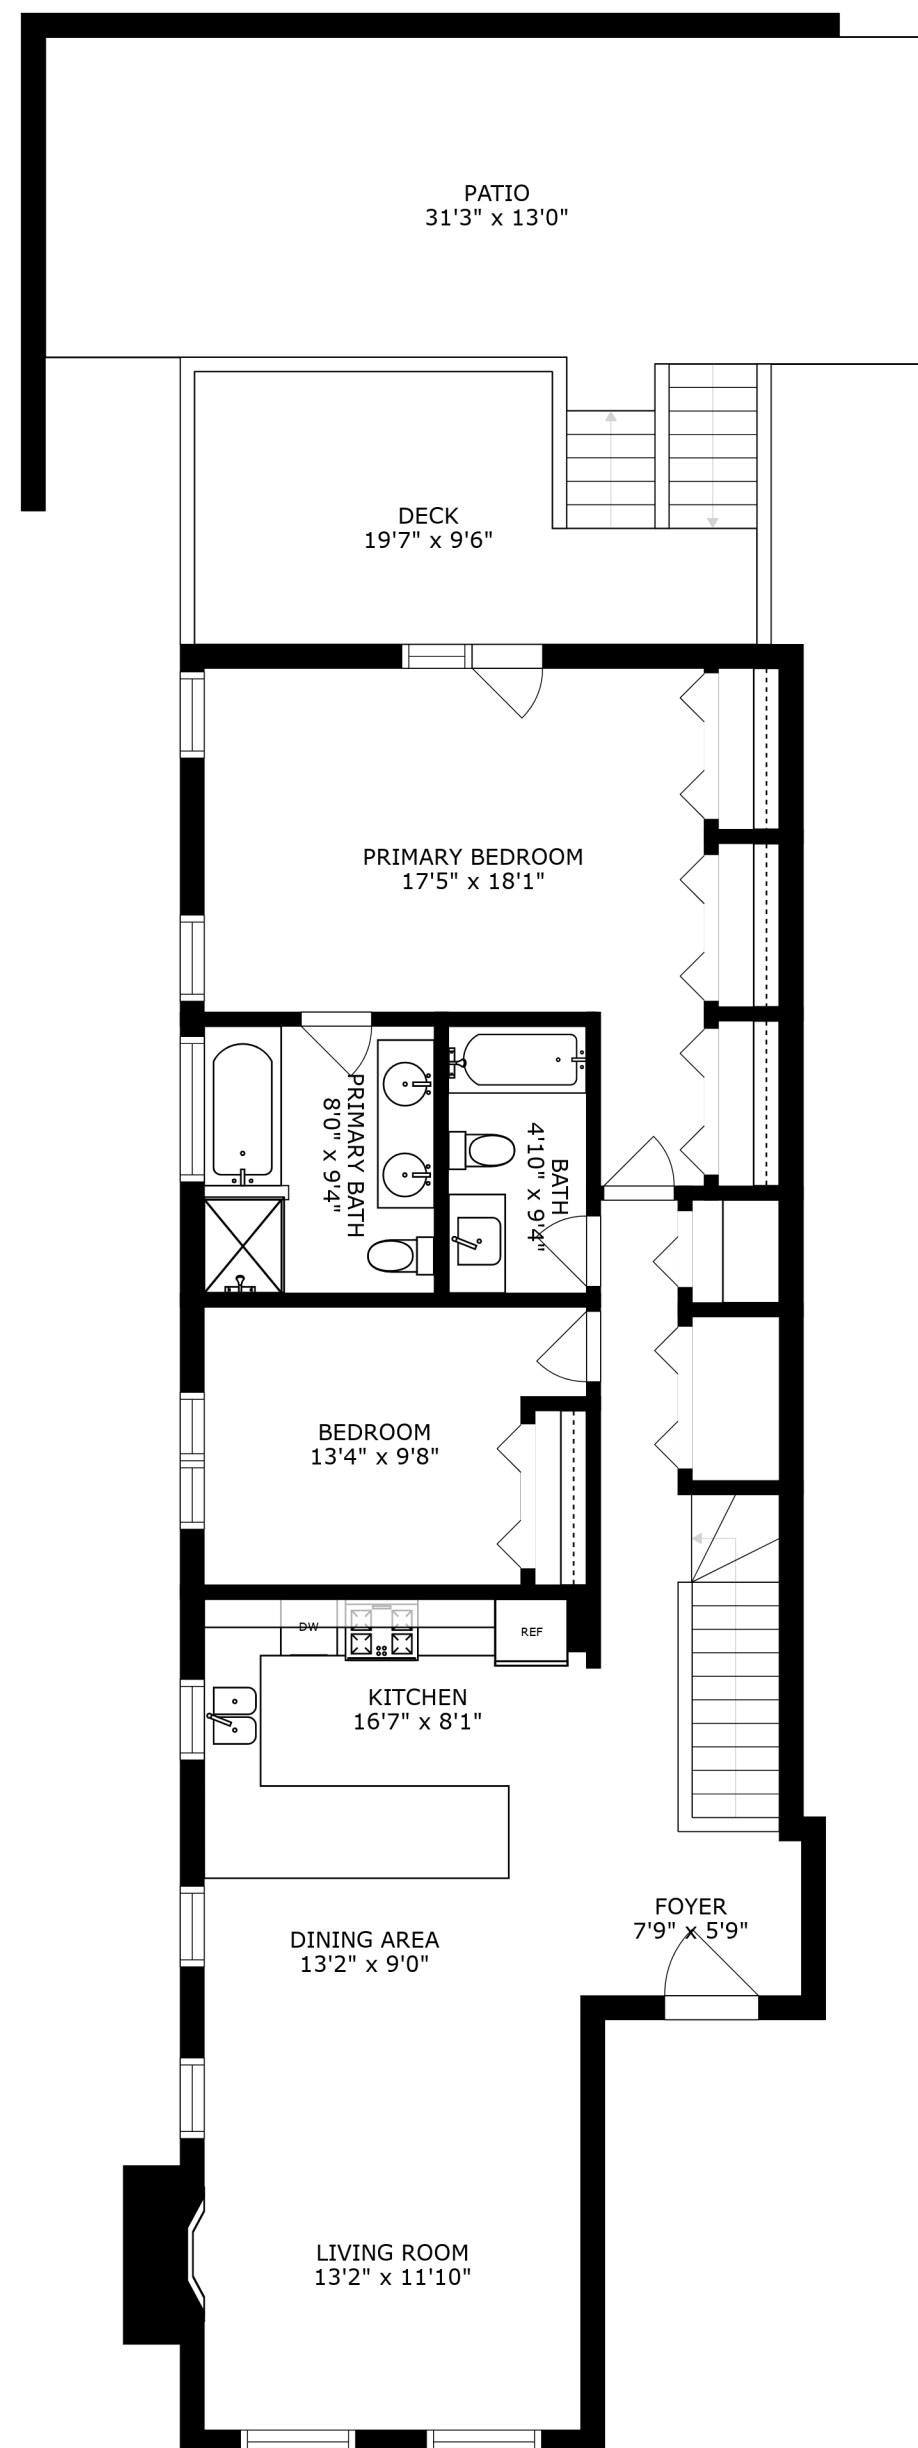 PATIO
31'3" x 13'0"
DECK
19'7" x 9'6"
PRIMARY BEDROOM
17'5" x 18'1"
PRIMARY BATH
8'0" x 9'4"
BATH
4'10" x 9'4"
BEDROOM
13'4" x 9'8"
DW
REF
KITCHEN
16'7" x 8'1"
FOYER
7'9" x 5'9"
DINING AREA
13'2" x 9'0"
LIVING ROOM
13'2" x 11'10"